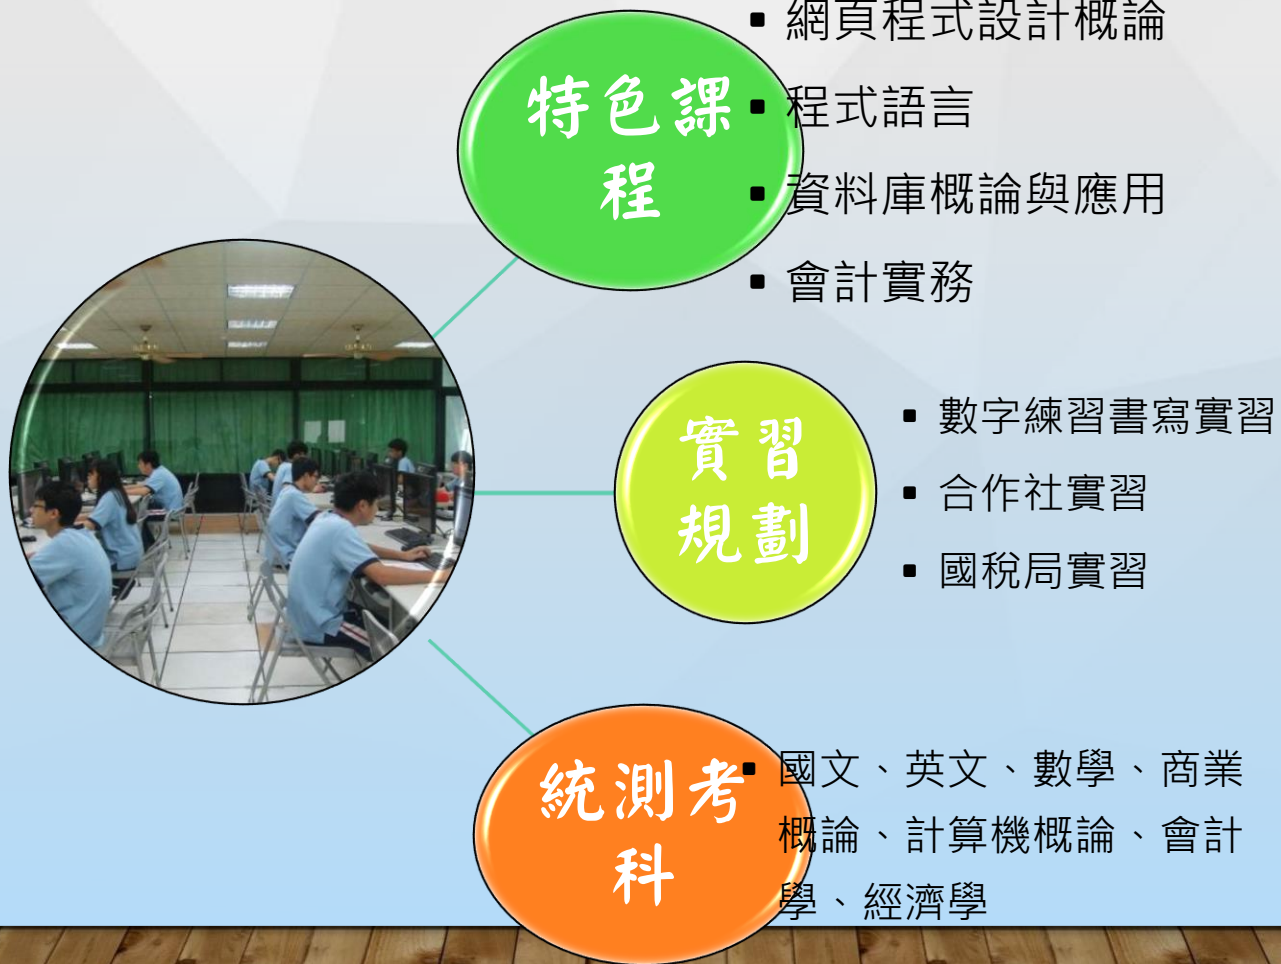 特色課
程
▪ 網頁程式設計概論
▪ 程式語言
▪ 資料庫概論與應用
▪ 會計實務
實習
規劃
▪ 數字練習書寫實習
▪ 合作社實習
▪ 國稅局實習
統測考
科
▪ 國文、英文、數學、商業
概論、計算機概論、會計
學、經濟學